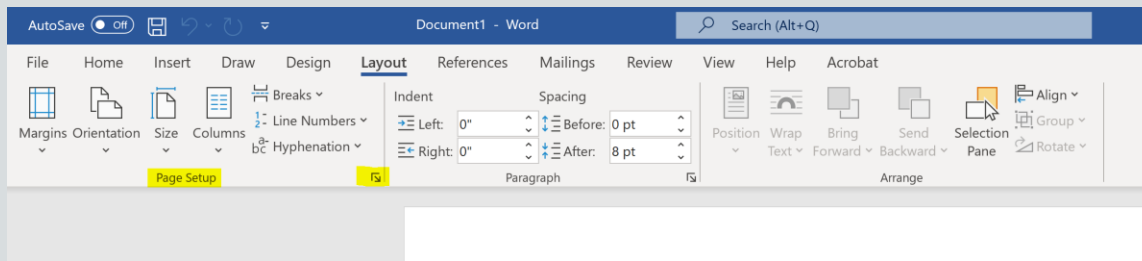 AutoSave Off Document1 - Word Search (Alt+Q)
File Home Insert Draw Design Layout References Mailings Review View Help Acrobat
Margins Orientation Size Columns
Breaks
Line Numbers
Hyphenation
Page Setup
Indent Spacing
Left: 0" Before: 0 pt
Right: 0" After: 8 pt
Paragraph
Position Wrap Text Bring Forward Send Backward Selection Pane
Align
Group
Rotate
Arrange